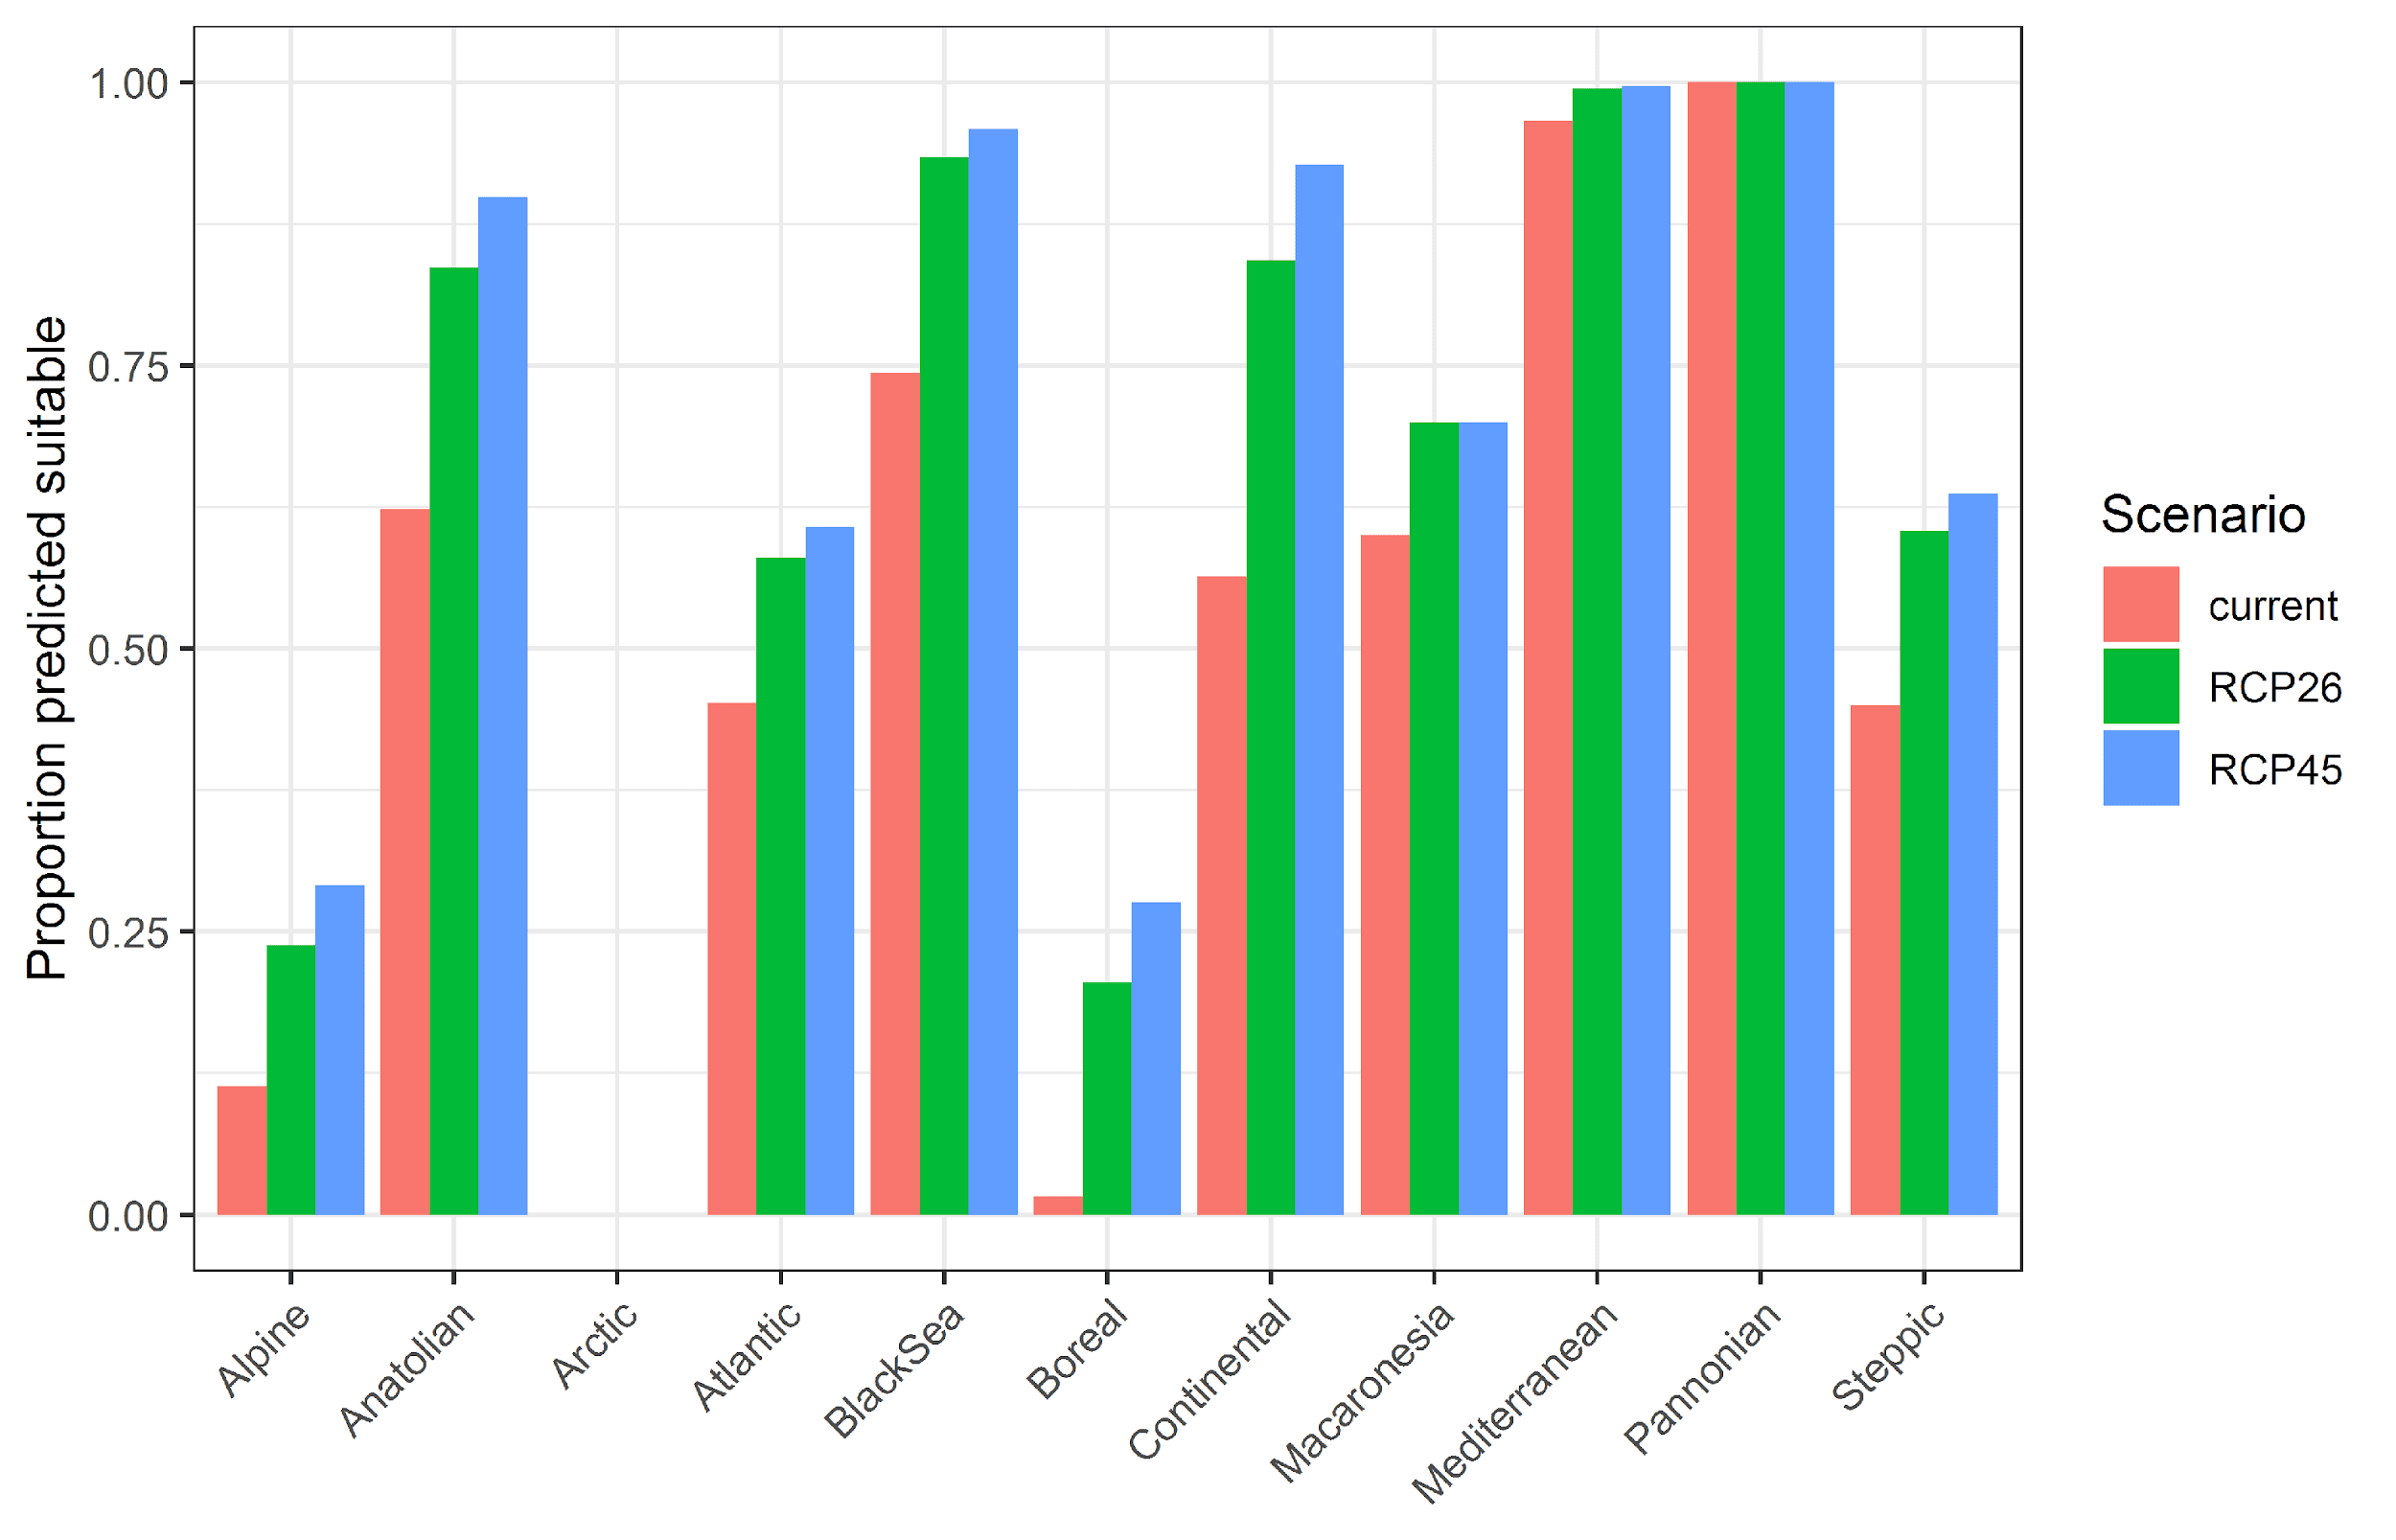 Proportion predicted suitable
1.00
0.75
0.50
0.25
0.00
Alpine
Anatolian
Arctic
Atlantic
BlackSea
Boreal
Continental
Macaronesia
Mediterranean
Pannonian
Steppic
Scenario
current
RCP26
RCP45